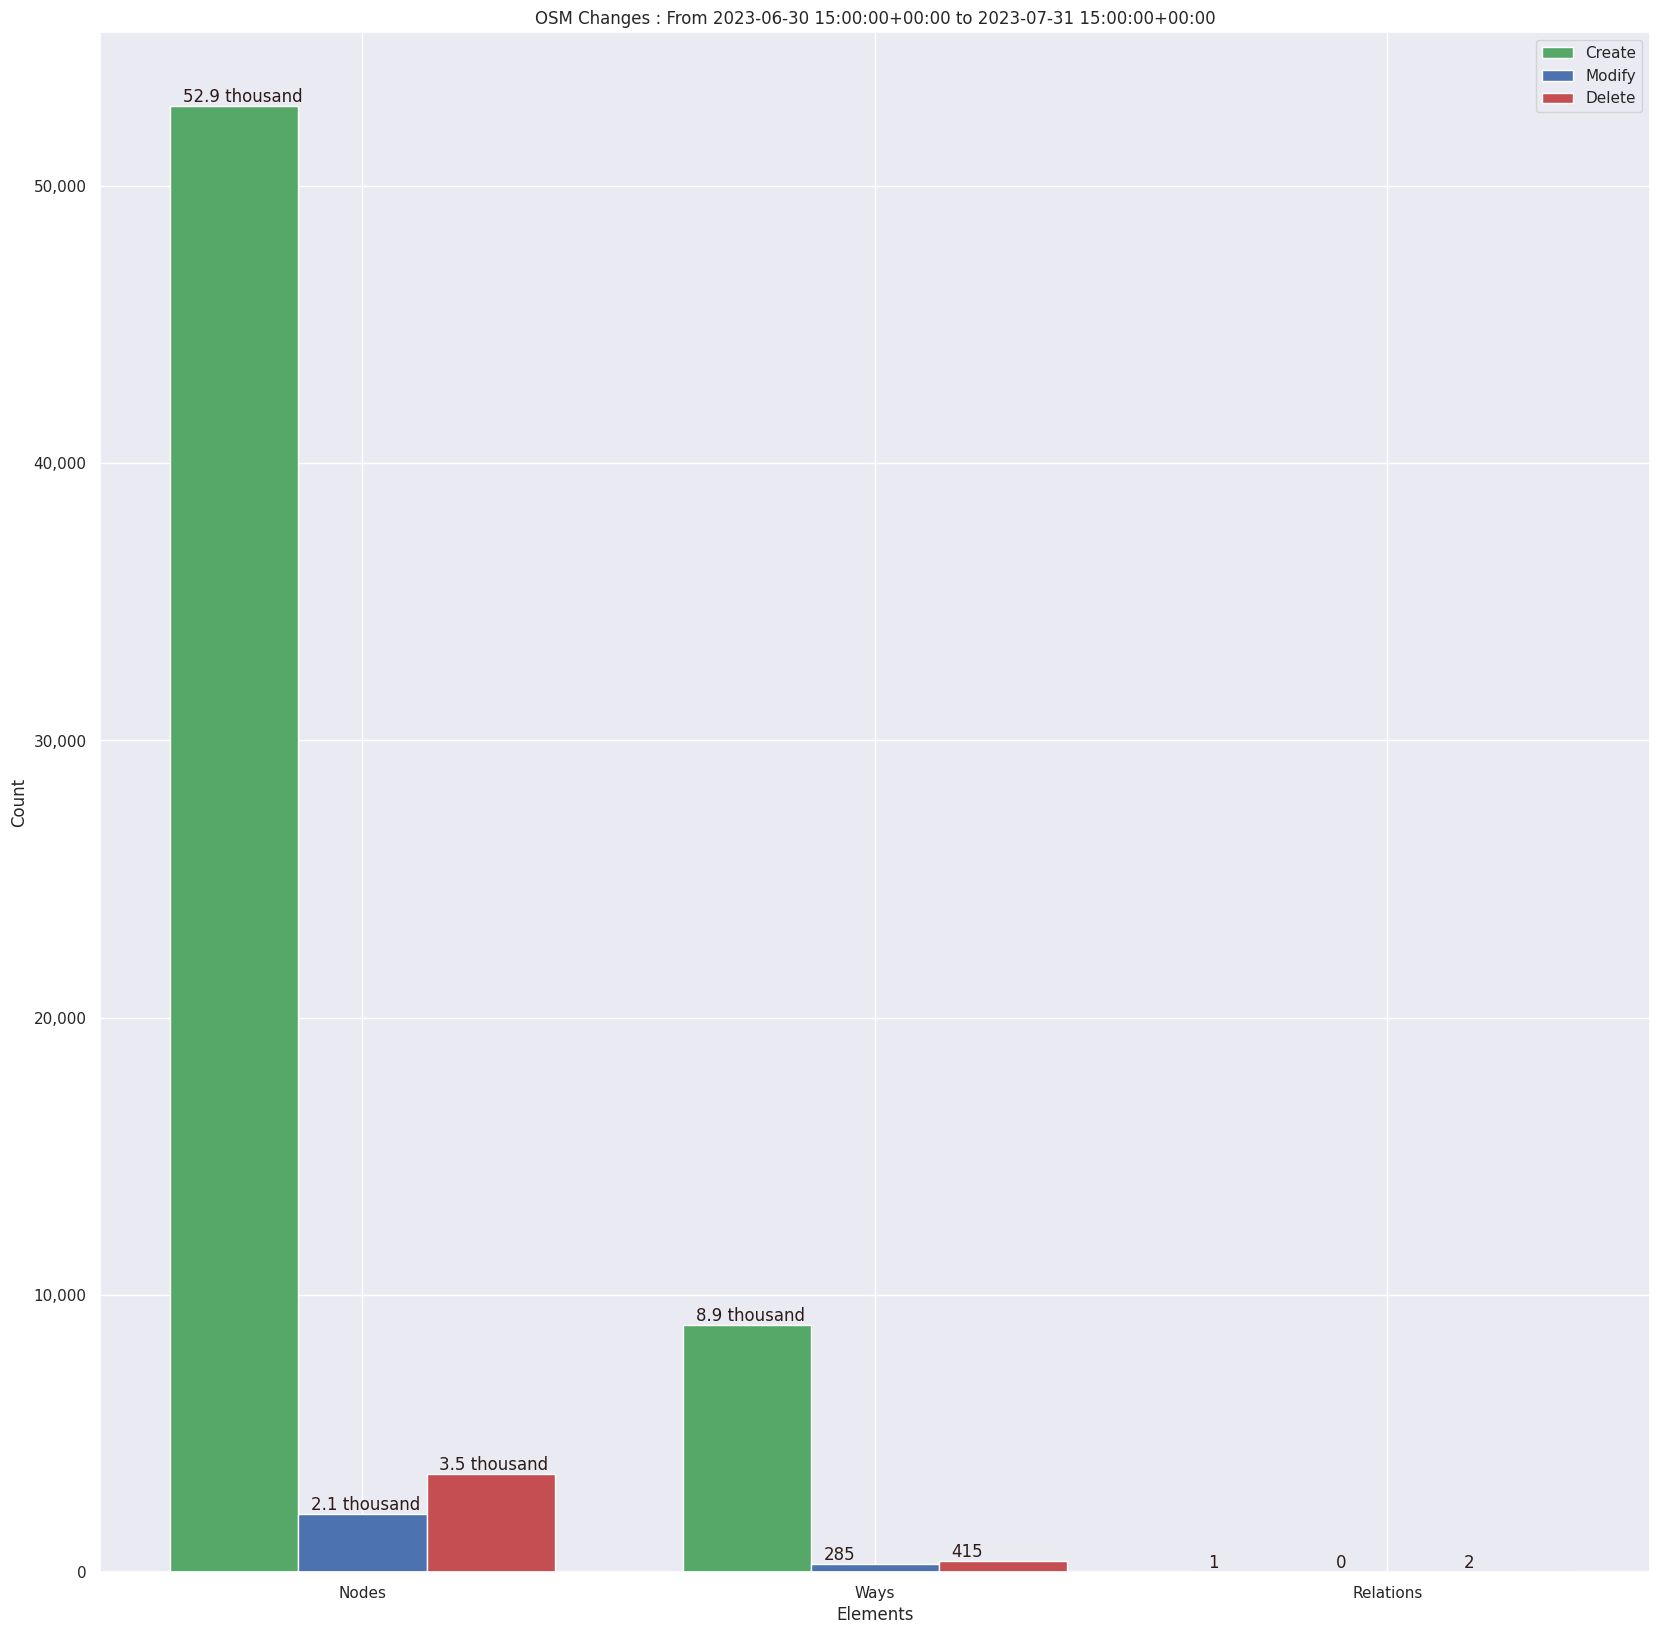 OSM Changes : From 2023-06-30 15:00:00+00:00 to 2023-07-31 15:00:00+00:00
Create
Modify
Delete
52.9 thousand
50,000
40,000
30,000
Count
20,000
10,000
8.9 thousand
3.5 thousand
2.1 thousand
285
415
1
0
2
0
Nodes
Ways
Relations
Elements